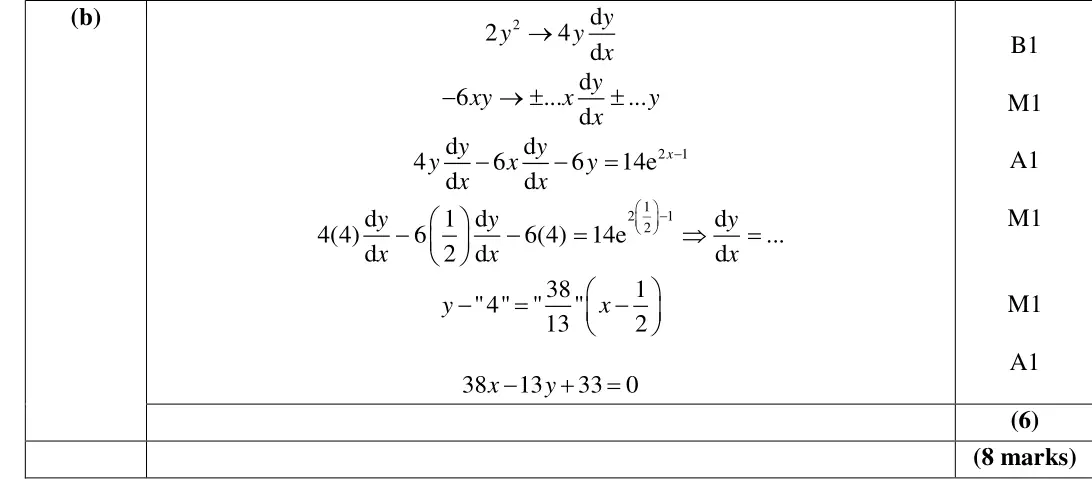 (b)
2y² → 4y dy/dx B1
−6xy → ±...x dy/dx ± ...y M1
4y dy/dx − 6x dy/dx − 6y = 14e^(2x−1) A1
4(4) dy/dx − 6(1/2) dy/dx − 6(4) = 14e^(2(1/2)−1) ⇒ dy/dx = ... M1
y − "4" = "38/13"(x − 1/2) M1
38x − 13y + 33 = 0 A1
(6)
(8 marks)